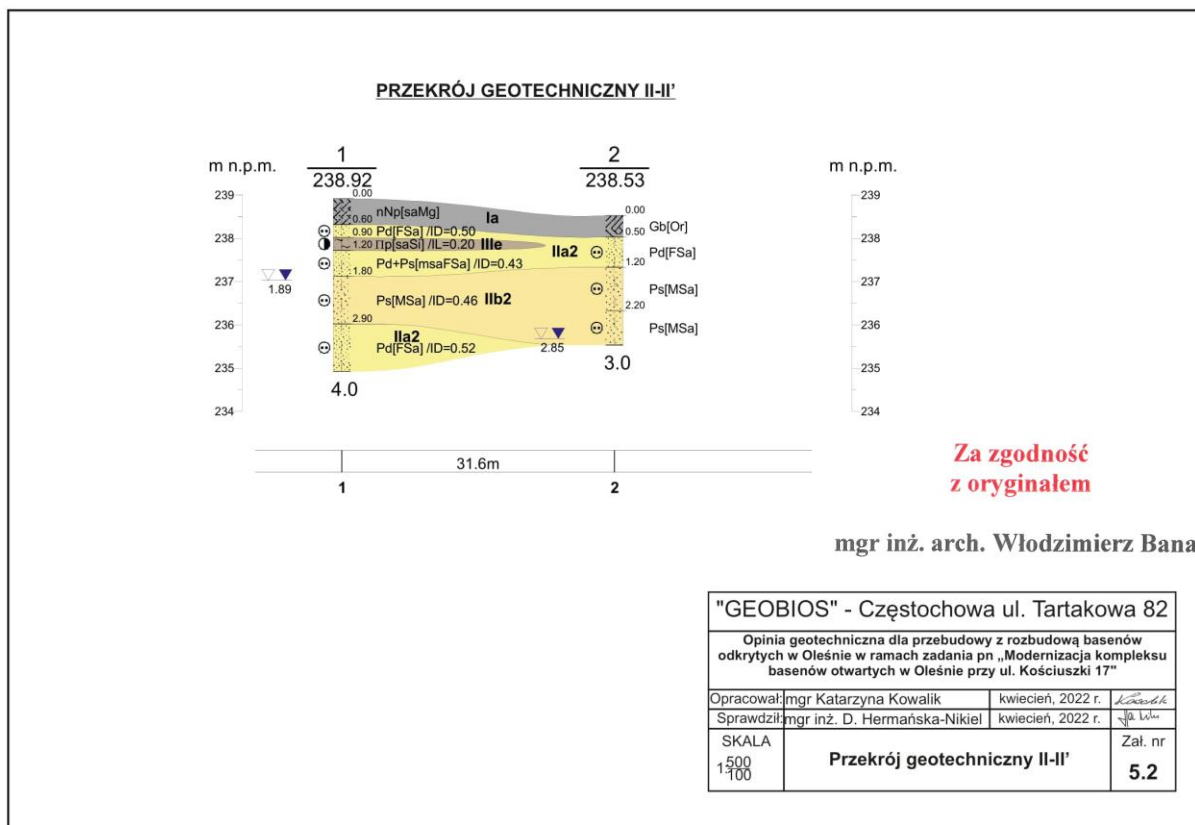 PRZEKRÓJ GEOTECHNICZNY II-II'
m n.p.m.
1
238.92
2
238.53
m n.p.m.
239
238
237
236
235
234
0.00
0.60
0.90
1.20
1.80
2.90
4.0
nNp[saMg]
Ia
Pd[FSa] /ID=0.50
Πp[saSi] /IL=0.20 IIIe
IIa2
Pd+Ps[msaFSa] /ID=0.43
Ps[MSa] /ID=0.46 IIb2
IIa2
Pd[FSa] /ID=0.52
1.89
2.85
0.00
0.50
1.20
2.20
3.0
Gb[Or]
Pd[FSa]
Ps[MSa]
Ps[MSa]
239
238
237
236
235
234
31.6m
1
2
Za zgodność
z oryginałem
mgr inż. arch. Włodzimierz Bana
"GEOBIOS" - Częstochowa ul. Tartakowa 82
Opinia geotechniczna dla przebudowy z rozbudową basenów
odkrytych w Oleśnie w ramach zadania pn „Modernizacja kompleksu
basenów otwartych w Oleśnie przy ul. Kościuszki 17"
Opracował: mgr Katarzyna Kowalik kwiecień, 2022 r.
Sprawdził: mgr inż. D. Hermańska-Nikiel kwiecień, 2022 r.
SKALA
1:500
100
Przekrój geotechniczny II-II'
Zał. nr
5.2